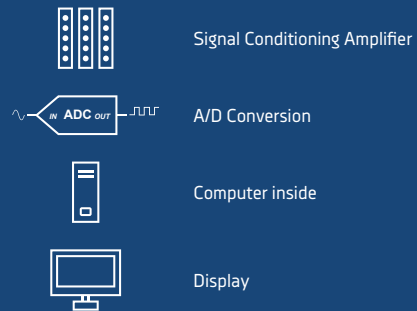 Signal Conditioning Amplifier
IN ADC OUT
A/D Conversion
Computer inside
Display